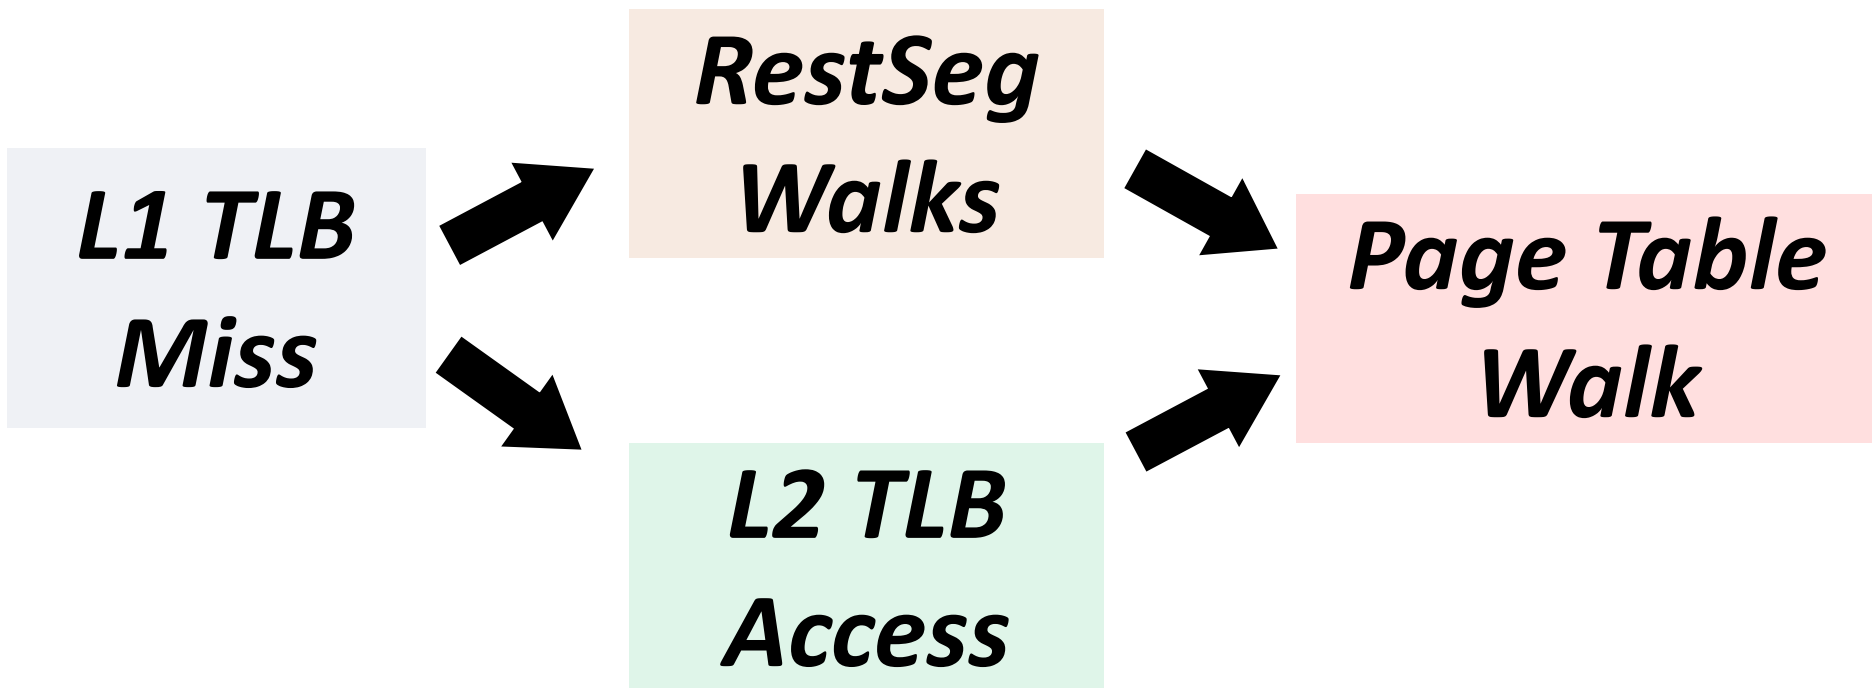 L1 TLB
Miss
RestSeg
Walks
L2 TLB
Access
Page Table
Walk